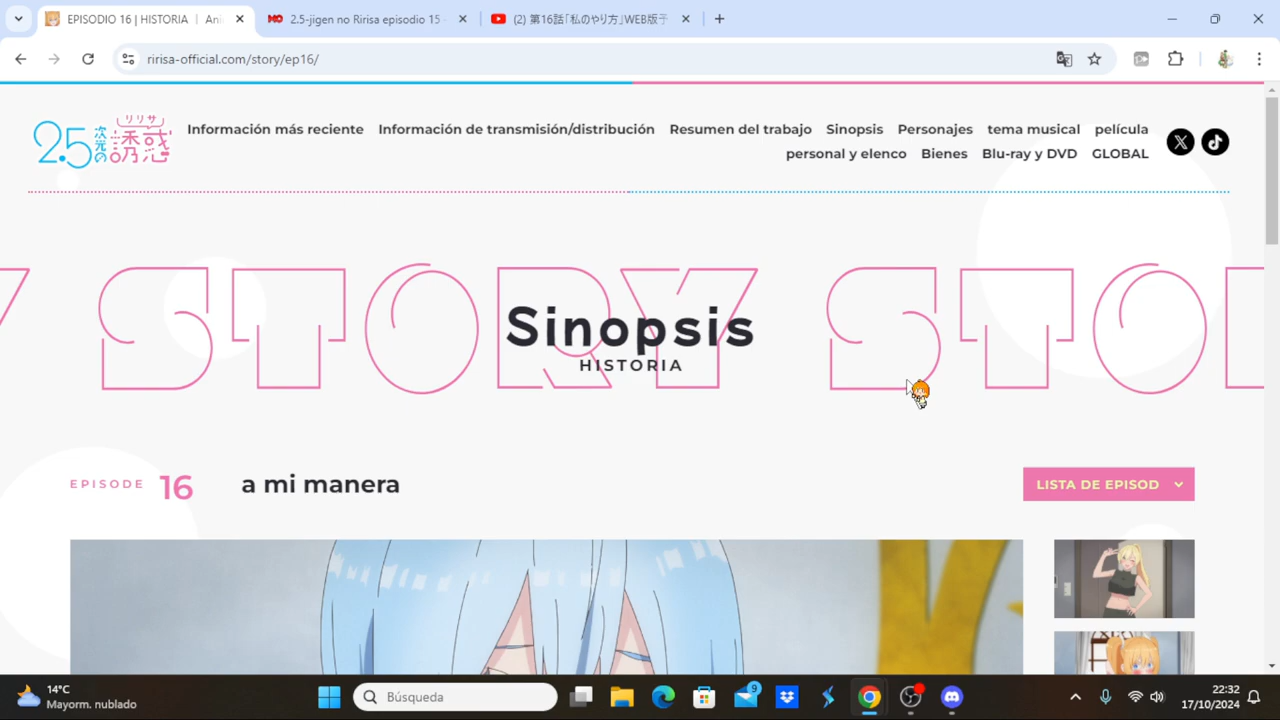 EPISODIO 16 | HISTORIA | Ani
2.5-jigen no Ririsa episodio 15
(2) 第16話「私のやり方」WEB版予
ririsa-official.com/story/ep16/
リリサ
2.5次元の誘惑
Información más reciente
Información de transmisión/distribución
Resumen del trabajo
Sinopsis
Personajes
tema musical
película
personal y elenco
Bienes
Blu-ray y DVD
GLOBAL
Y STORY STOR
Sinopsis
HISTORIA
EPISODE 16 a mi manera
LISTA DE EPISOD
14°C
Mayorm. nublado
Búsqueda
9
22:32
17/10/2024